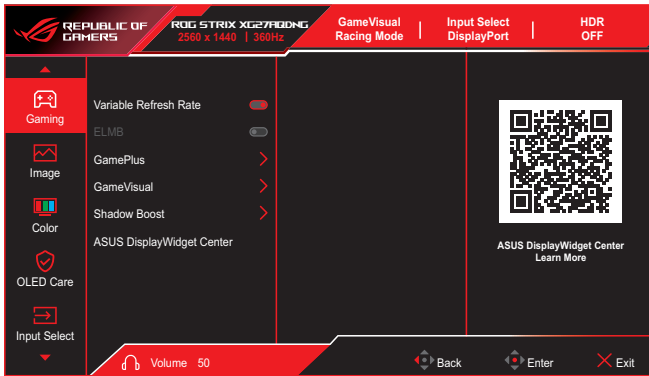 REPUBLIC OF
GAMERS
ROG STRIX XG27AQDNG
2560 x 1440 | 360Hz
GameVisual
Racing Mode
Input Select
DisplayPort
HDR
OFF
Gaming
Image
Color
OLED Care
Input Select
Variable Refresh Rate
ELMB
GamePlus
GameVisual
Shadow Boost
ASUS DisplayWidget Center
ASUS DisplayWidget Center
Learn More
Volume 50
Back
Enter
Exit